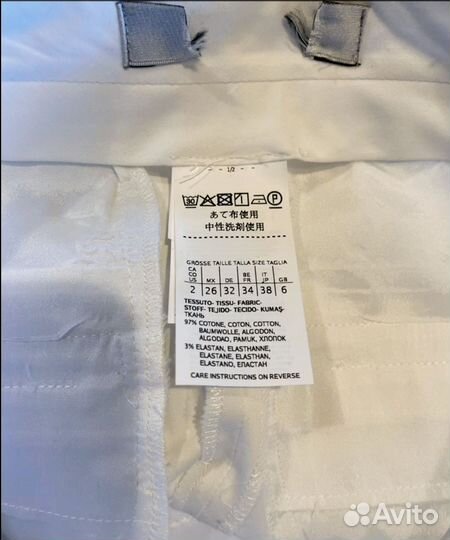 - 1/2 -
30
あて布使用
中性洗剤使用
GRÖSSE TAILLE TALLA SIZE TAGLIA
CA CO US MX DE BE FR IT JP GB
2 26 32 34 38 6
TESSUTO- TISSU- FABRIC-
STOFF- TEJIDO- TECIDO- KUMAŞ-
ТКАНЬ
97% COTONE, COTON, COTTON,
BAUMWOLLE, ALGODON,
ALGODAO, PAMUK, ХЛОПОК
3% ELASTAN, ELASTHANNE,
ELASTANE, ELASTHAN,
ELASTANO, ЕПАСТАН
CARE INSTRUCTIONS ON REVERSE
Avito